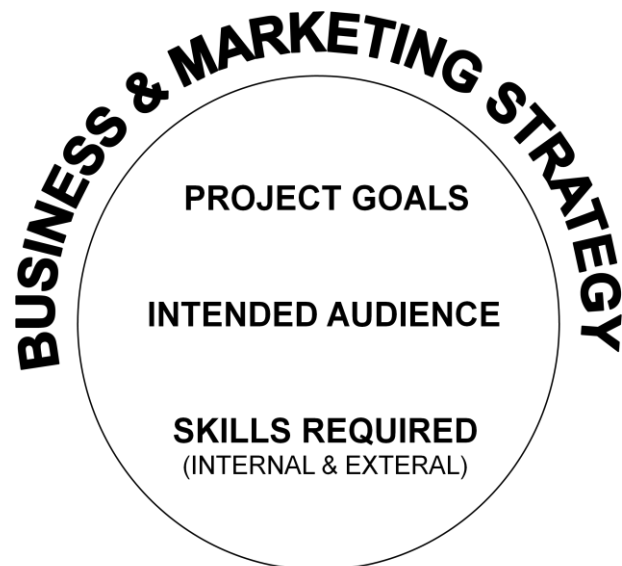 BUSINESS & MARKETING STRATEGY
PROJECT GOALS
INTENDED AUDIENCE
SKILLS REQUIRED
(INTERNAL & EXTERAL)